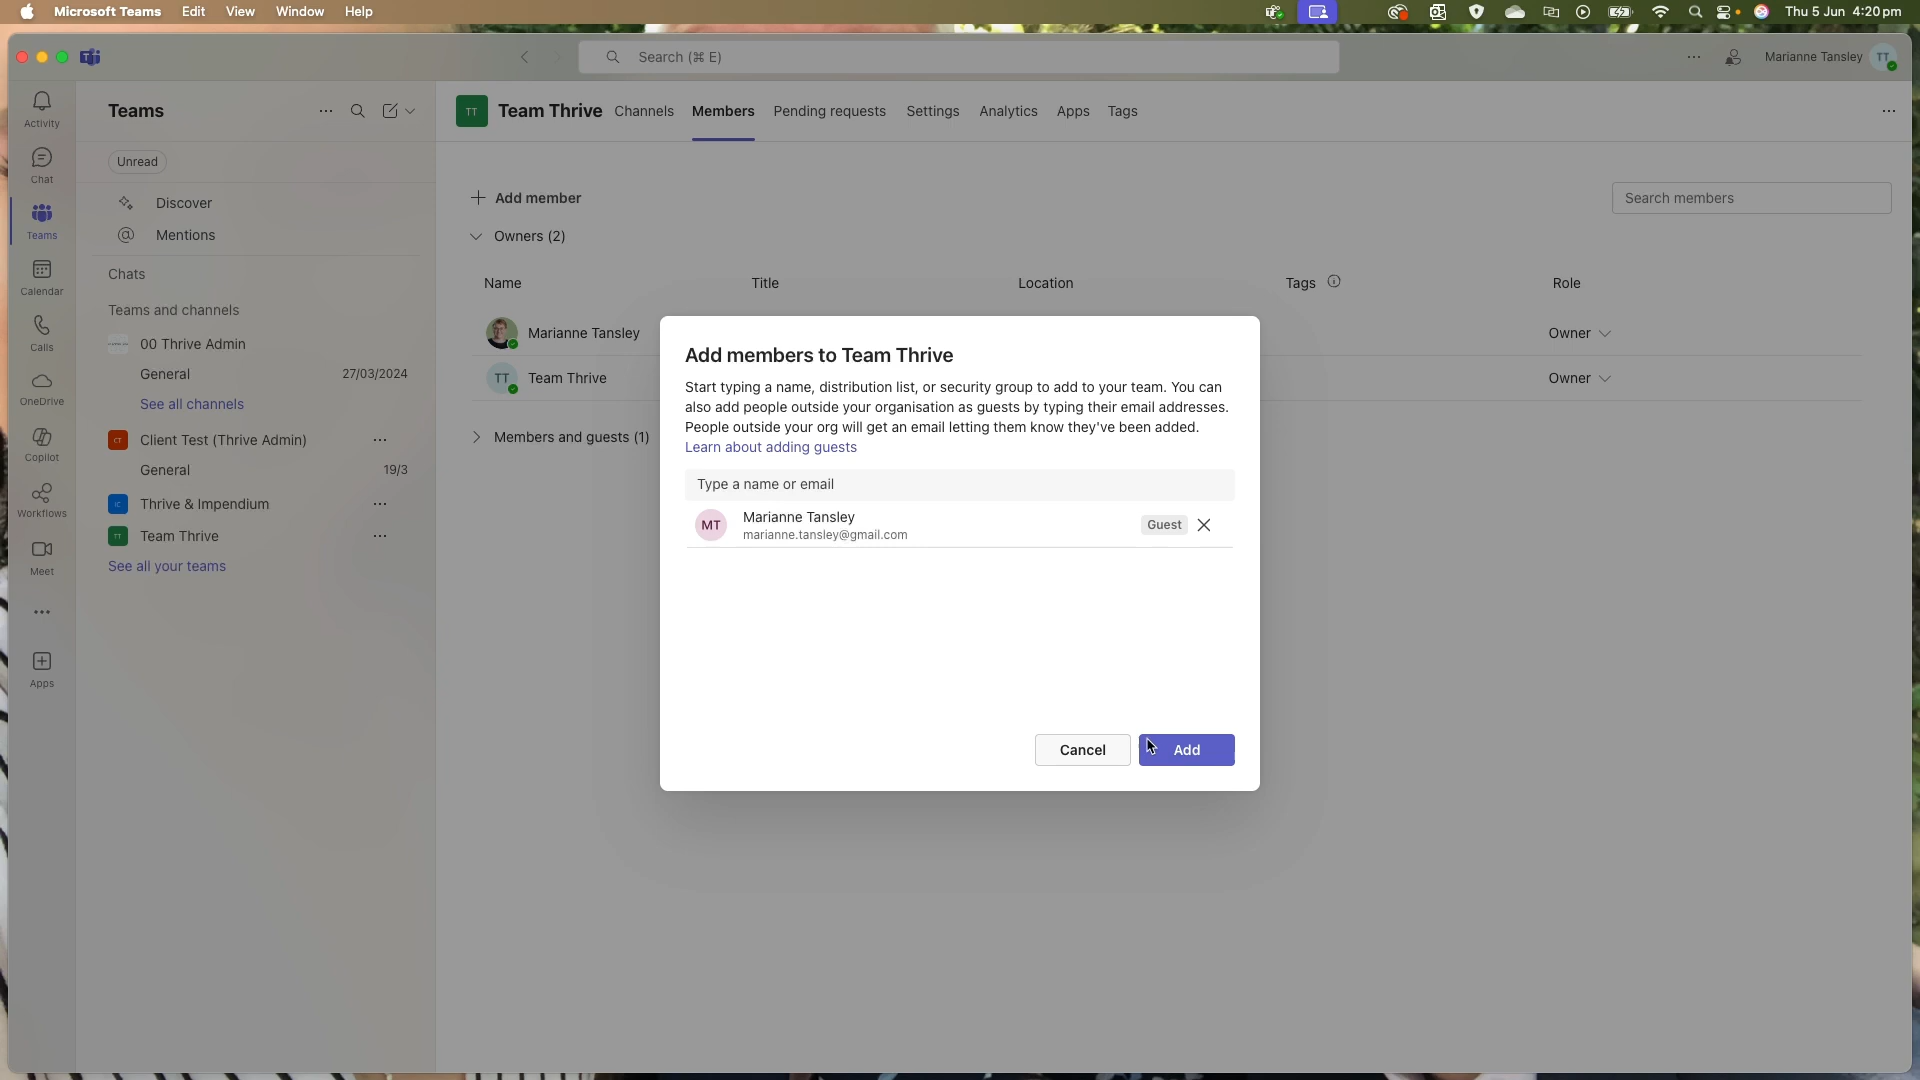 Microsoft Teams Edit View Window Help Thu 5 Jun 4:20 pm
Search (⌘ E) Marianne Tansley TT
Activity
Chat
Teams
Calendar
Calls
OneDrive
Copilot
Workflows
Meet
Apps
Teams
Unread
Discover
@ Mentions
Chats
Teams and channels
00 Thrive Admin
General 27/03/2024
See all channels
CT Client Test (Thrive Admin)
General 19/3
Thrive & Impendium
TT Team Thrive
See all your teams
TT Team Thrive Channels Members Pending requests Settings Analytics Apps Tags
Add member Search members
Owners (2)
Name Title Location Tags Role
Marianne Tansley Owner
TT Team Thrive Owner
Members and guests (1)
Add members to Team Thrive
Start typing a name, distribution list, or security group to add to your team. You can
also add people outside your organisation as guests by typing their email addresses.
People outside your org will get an email letting them know they've been added.
Learn about adding guests
Type a name or email
MT Marianne Tansley Guest
marianne.tansley@gmail.com
Cancel Add